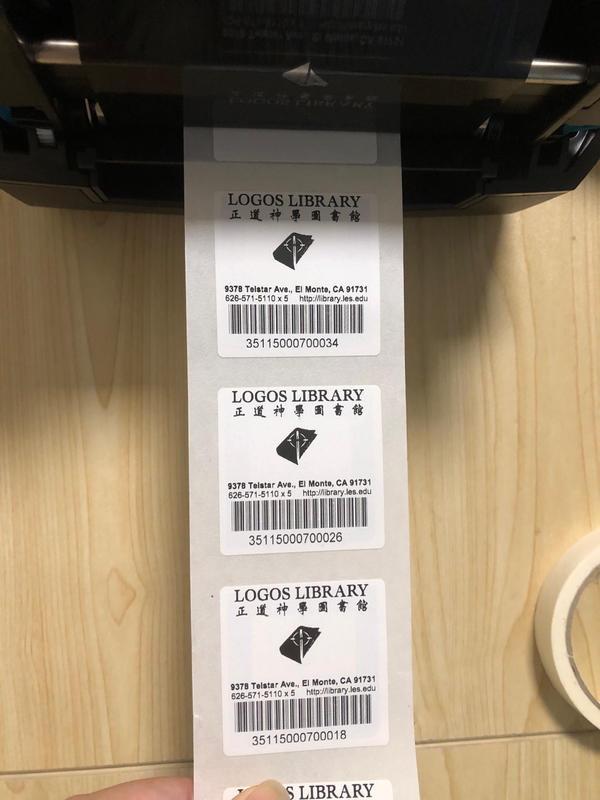 LOGOS LIBRARY
正道神學圖書館
9378 Telstar Ave., El Monte, CA 91731
626-571-5110 x 5 http://library.les.edu
35115000700034
LOGOS LIBRARY
正道神學圖書館
9378 Telstar Ave., El Monte, CA 91731
626-571-5110 x 5 http://library.les.edu
35115000700026
LOGOS LIBRARY
正道神學圖書館
9378 Telstar Ave., El Monte, CA 91731
626-571-5110 x 5 http://library.les.edu
35115000700018
LIBRARY